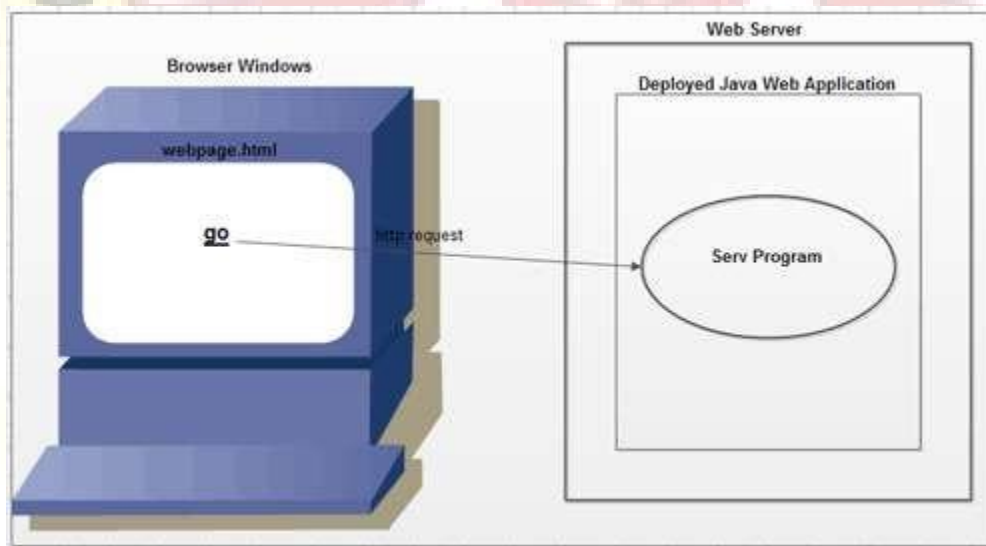 Web Server
Browser Windows
Deployed Java Web Application
webpage.html
go
http request
Serv Program